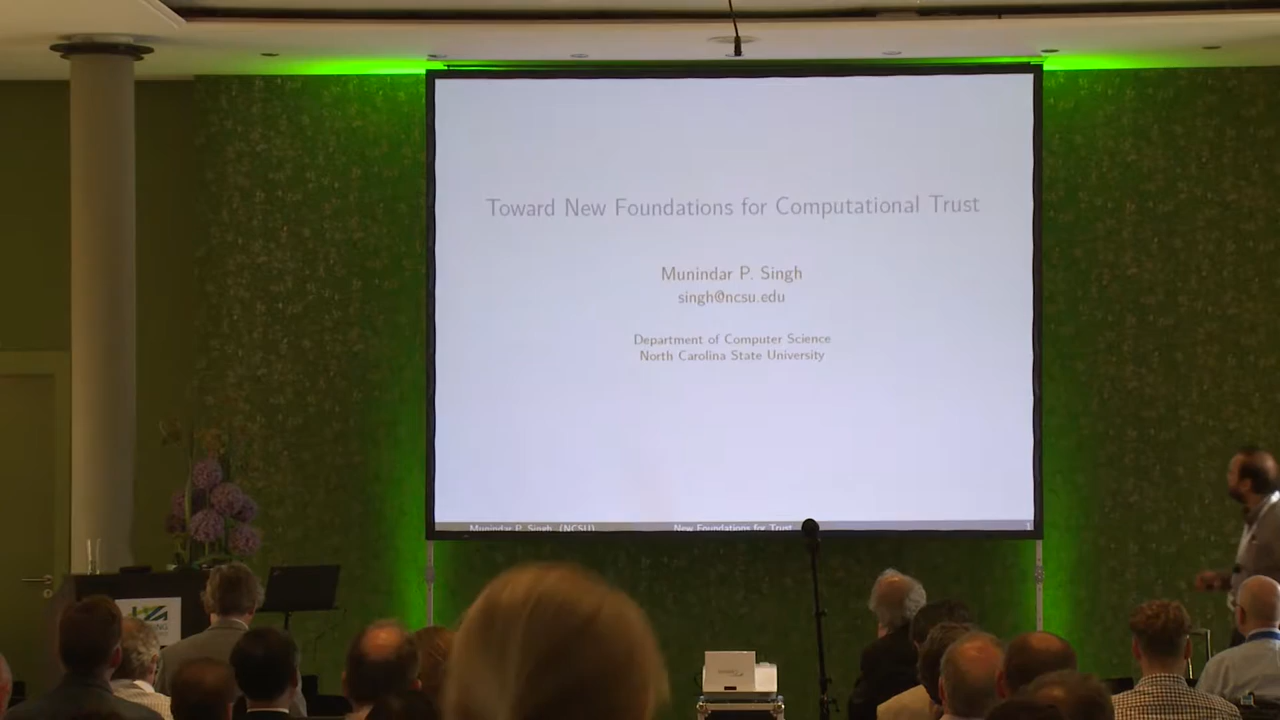 Toward New Foundations for Computational Trust
Munindar P. Singh
singh@ncsu.edu
Department of Computer Science
North Carolina State University
Munindar P. Singh (NCSU) New Foundations for Trust 1